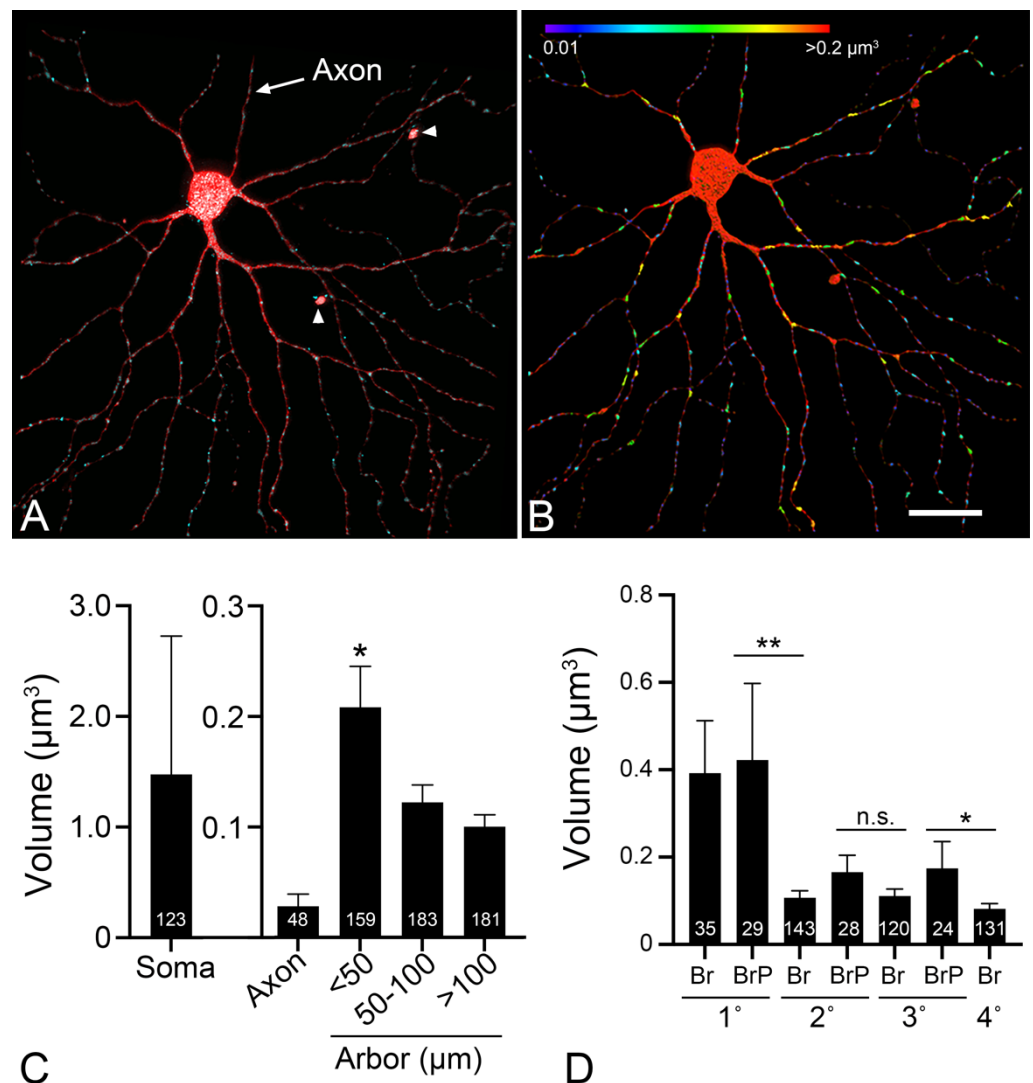 Axon
A
0.01 >0.2 µm³
B
Volume (µm³)
3.0
2.0
1.0
0
123
Soma
0.3
0.2
0.1
*
48 159 183 181
Axon <50 50-100 >100
Arbor (µm)
C
Volume (µm³)
0.8
0.6
0.4
0.2
0
**
n.s.
*
35 29 143 28 120 24 131
Br BrP Br BrP Br BrP Br
1° 2° 3° 4°
D